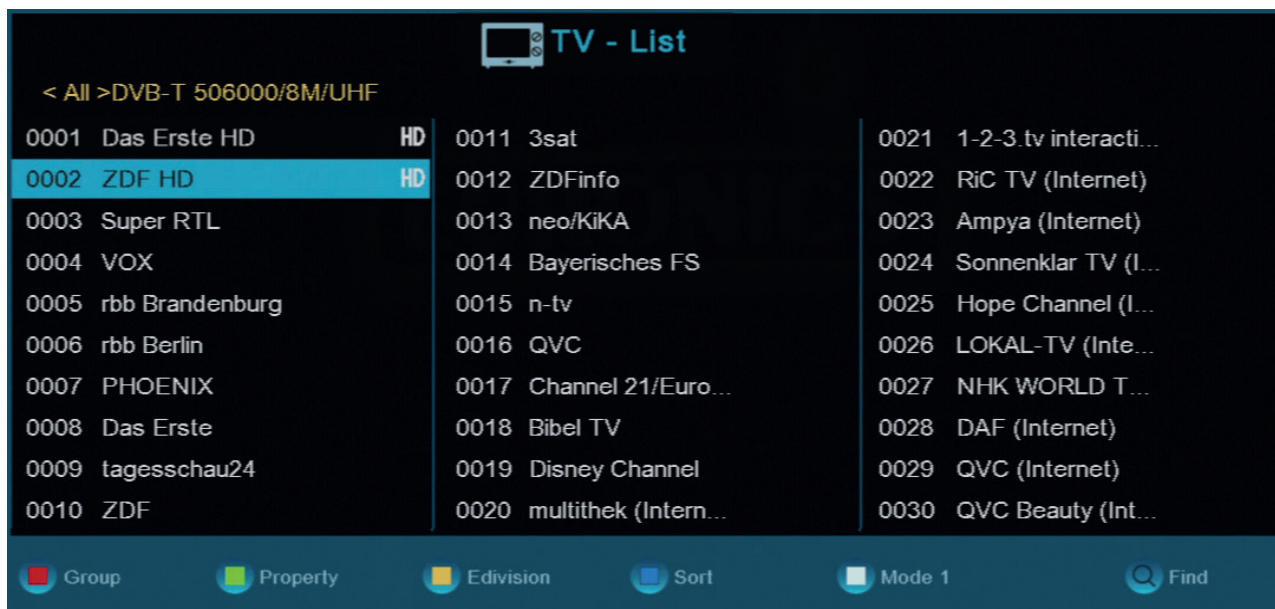 TV - List
< All >DVB-T 506000/8M/UHF
0001 Das Erste HD HD
0002 ZDF HD HD
0003 Super RTL
0004 VOX
0005 rbb Brandenburg
0006 rbb Berlin
0007 PHOENIX
0008 Das Erste
0009 tagesschau24
0010 ZDF
0011 3sat
0012 ZDFinfo
0013 neo/KiKA
0014 Bayerisches FS
0015 n-tv
0016 QVC
0017 Channel 21/Euro...
0018 Bibel TV
0019 Disney Channel
0020 multithek (Intern...
0021 1-2-3.tv interacti...
0022 RiC TV (Internet)
0023 Ampya (Internet)
0024 Sonnenklar TV (I...
0025 Hope Channel (I...
0026 LOKAL-TV (Inte...
0027 NHK WORLD T...
0028 DAF (Internet)
0029 QVC (Internet)
0030 QVC Beauty (Int...
Group Property Edivision Sort Mode 1 Find